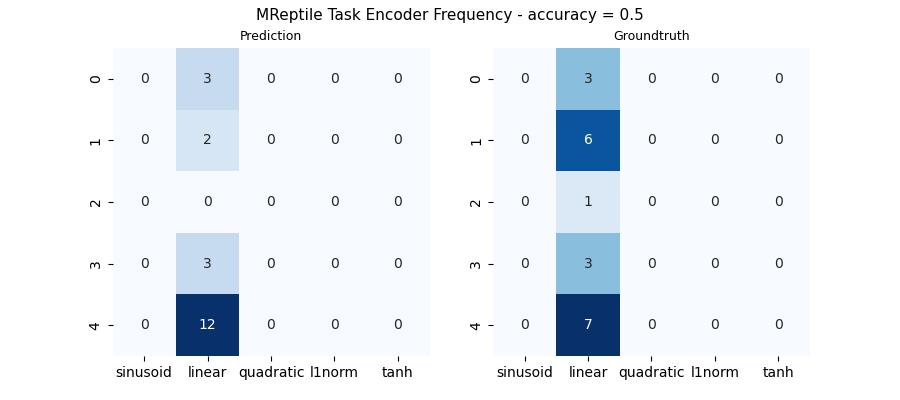 MReptile Task Encoder Frequency - accuracy = 0.5
Prediction Groundtruth
0 0 3 0 0 0 0 0 3 0 0 0
1 0 2 0 0 0 1 0 6 0 0 0
2 0 0 0 0 0 2 0 1 0 0 0
3 0 3 0 0 0 3 0 3 0 0 0
4 0 12 0 0 0 4 0 7 0 0 0
sinusoid linear quadratic l1norm tanh sinusoid linear quadratic l1norm tanh